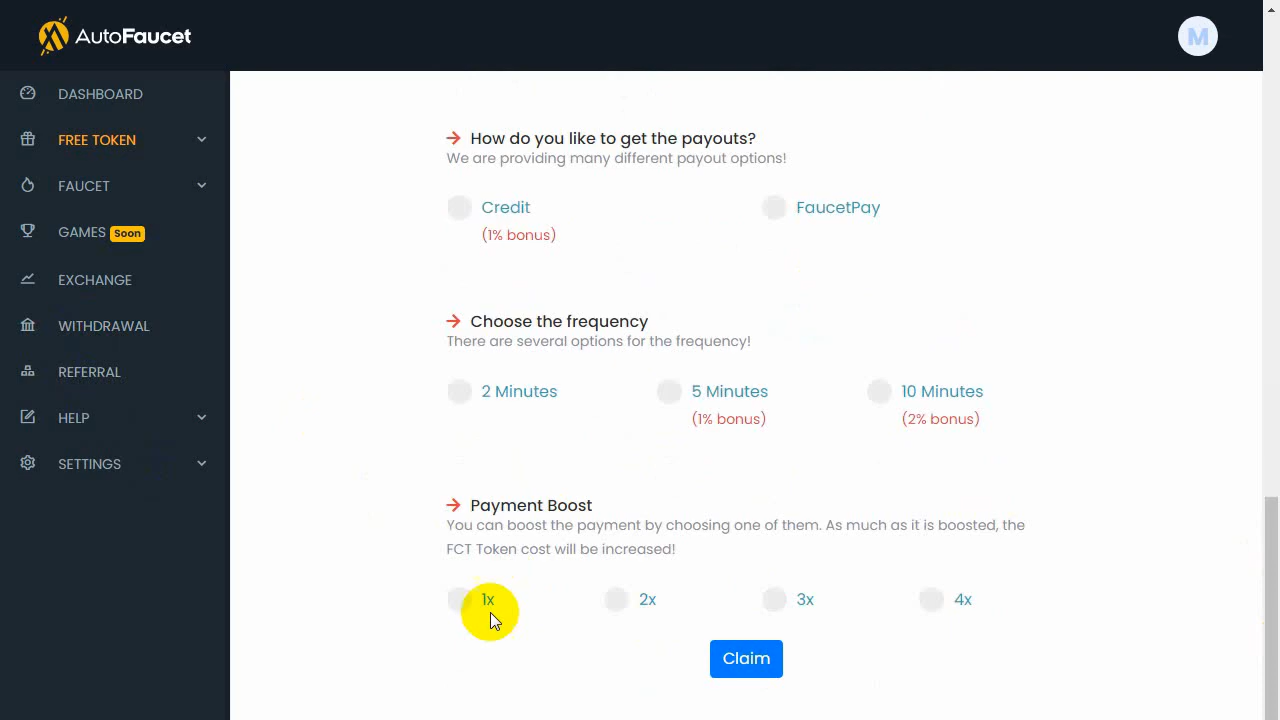 AutoFaucet
M
DASHBOARD
FREE TOKEN
FAUCET
GAMES Soon
EXCHANGE
WITHDRAWAL
REFERRAL
HELP
SETTINGS
How do you like to get the payouts?
We are providing many different payout options!
Credit FaucetPay
(1% bonus)
Choose the frequency
There are several options for the frequency!
2 Minutes 5 Minutes 10 Minutes
(1% bonus) (2% bonus)
Payment Boost
You can boost the payment by choosing one of them. As much as it is boosted, the
FCT Token cost will be increased!
1x 2x 3x 4x
Claim